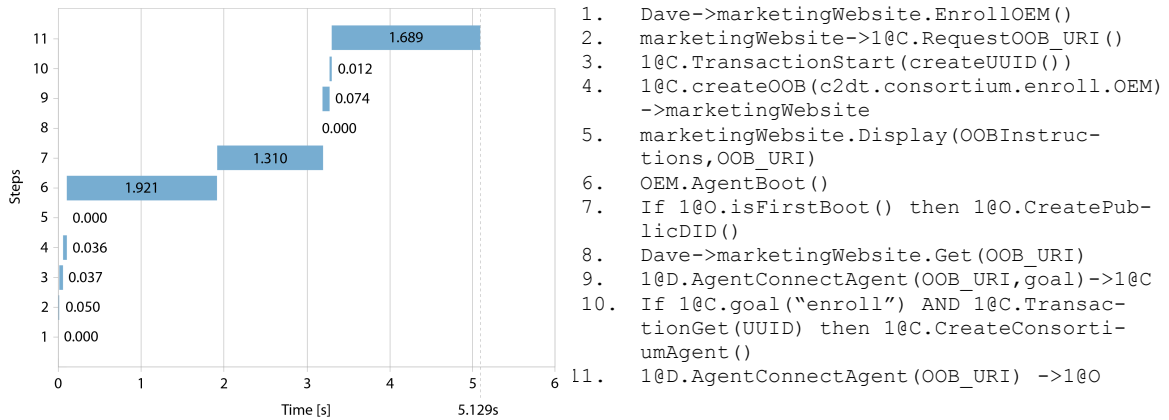 11
10
9
8
7
6
5
4
3
2
1
Steps
1.689
0.012
0.074
0.000
1.310
1.921
0.000
0.036
0.037
0.050
0.000
0 1 2 3 4 5 6
Time [s] 5.129s
1. Dave->marketingWebsite.EnrollOEM()
2. marketingWebsite->1@C.RequestOOB_URI()
3. 1@C.TransactionStart(createUUID())
4. 1@C.createOOB(c2dt.consortium.enroll.OEM)
->marketingWebsite
5. marketingWebsite.Display(OOBInstruc-
tions,OOB_URI)
6. OEM.AgentBoot()
7. If 1@O.isFirstBoot() then 1@O.CreatePub-
licDID()
8. Dave->marketingWebsite.Get(OOB_URI)
9. 1@D.AgentConnectAgent(OOB_URI,goal)->1@C
10. If 1@C.goal(“enroll”) AND 1@C.Transac-
tionGet(UUID) then 1@C.CreateConsorti-
umAgent()
11. 1@D.AgentConnectAgent(OOB_URI) ->1@O